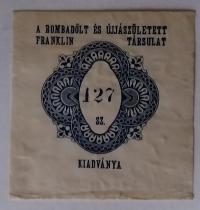 A ROMBADŐLT ÉS ÚJJÁSZÜLETETT
FRANKLIN TÁRSULAT
127
SZ.
KIADVÁNYA